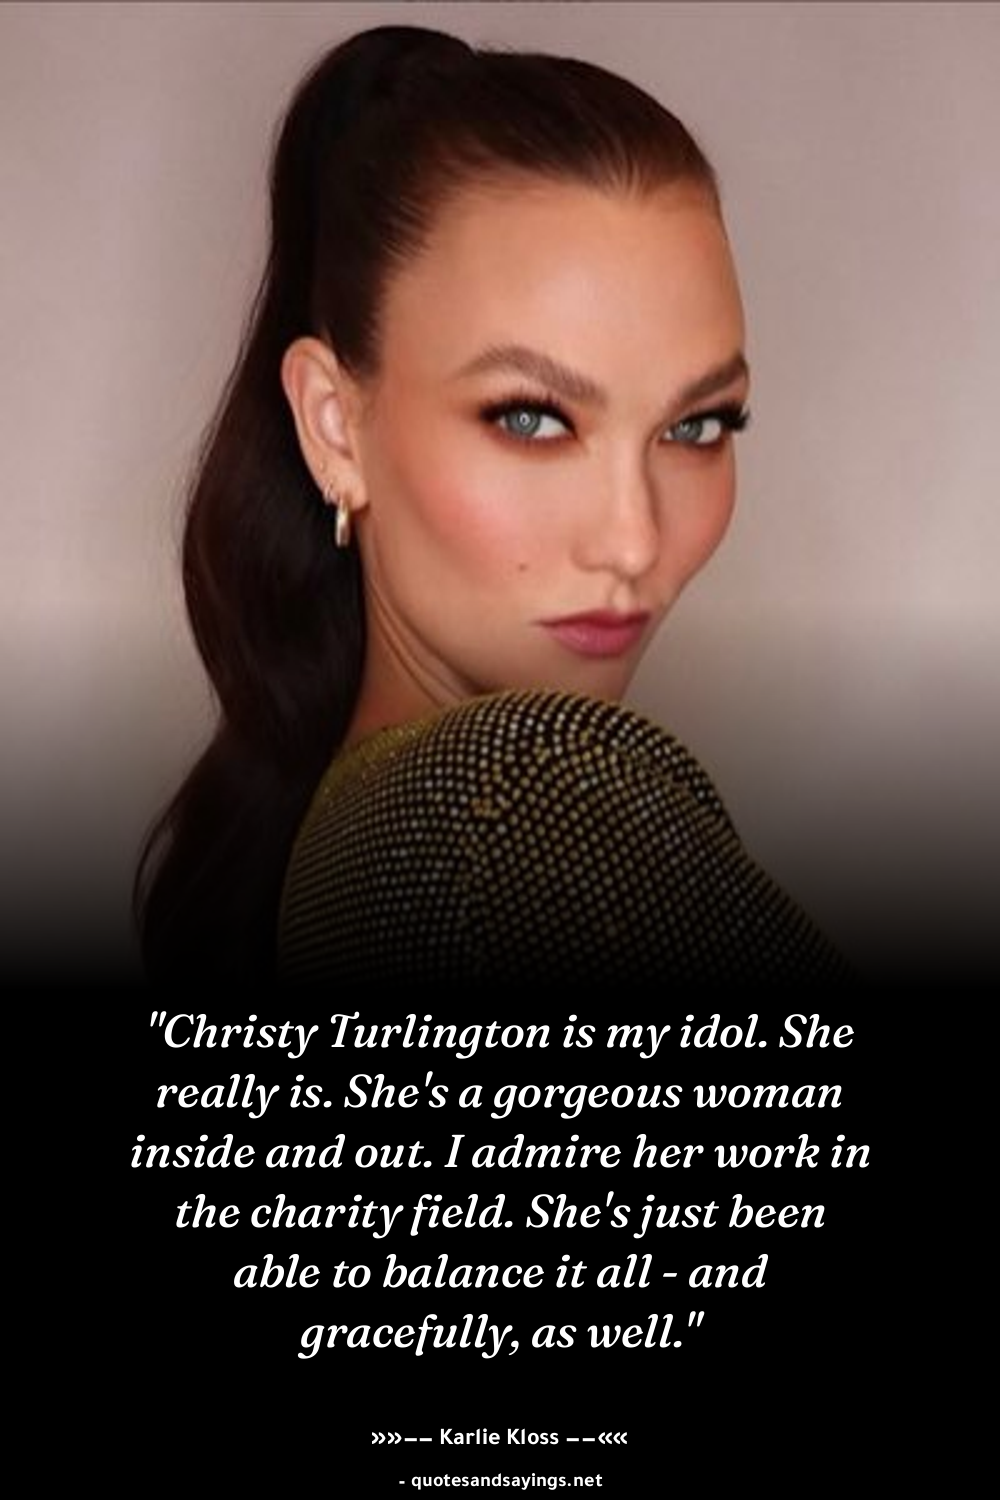 "Christy Turlington is my idol. She
really is. She's a gorgeous woman
inside and out. I admire her work in
the charity field. She's just been
able to balance it all - and
gracefully, as well."
»»−− Karlie Kloss −−««
- quotesandsayings.net